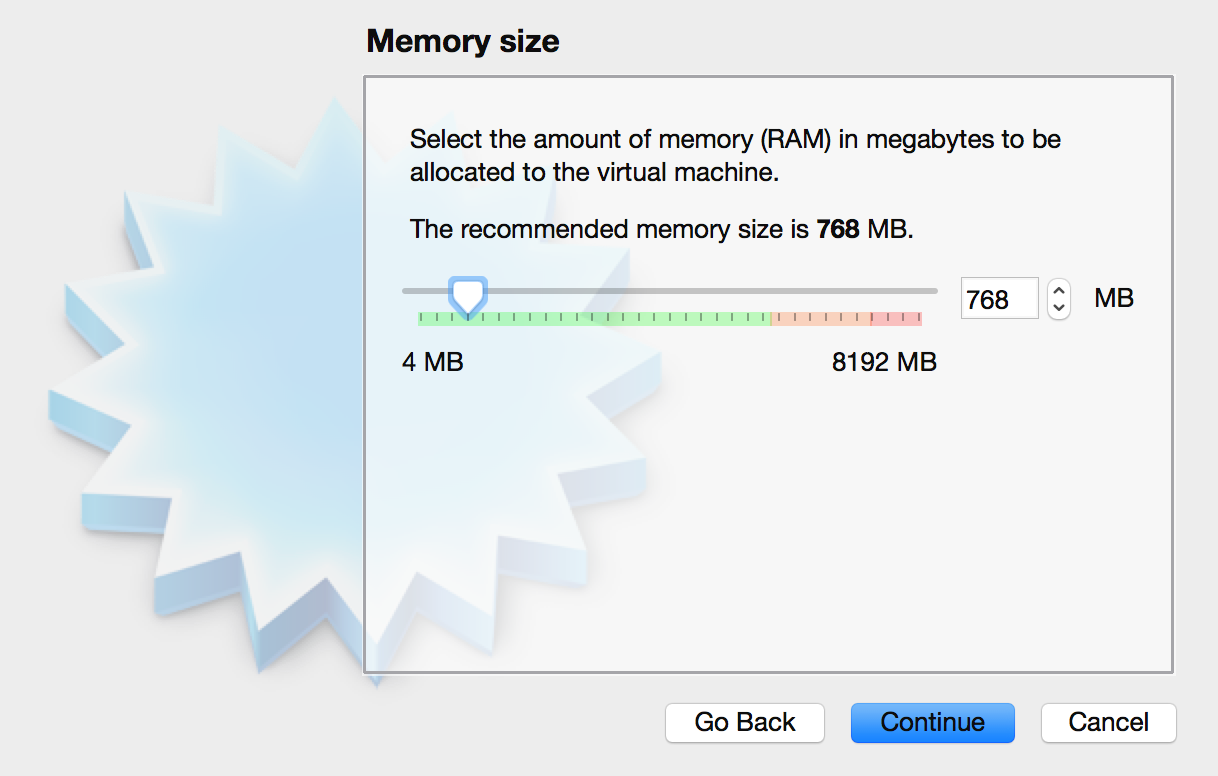 Memory size
Select the amount of memory (RAM) in megabytes to be
allocated to the virtual machine.
The recommended memory size is 768 MB.
768 MB
4 MB 8192 MB
Go Back Continue Cancel